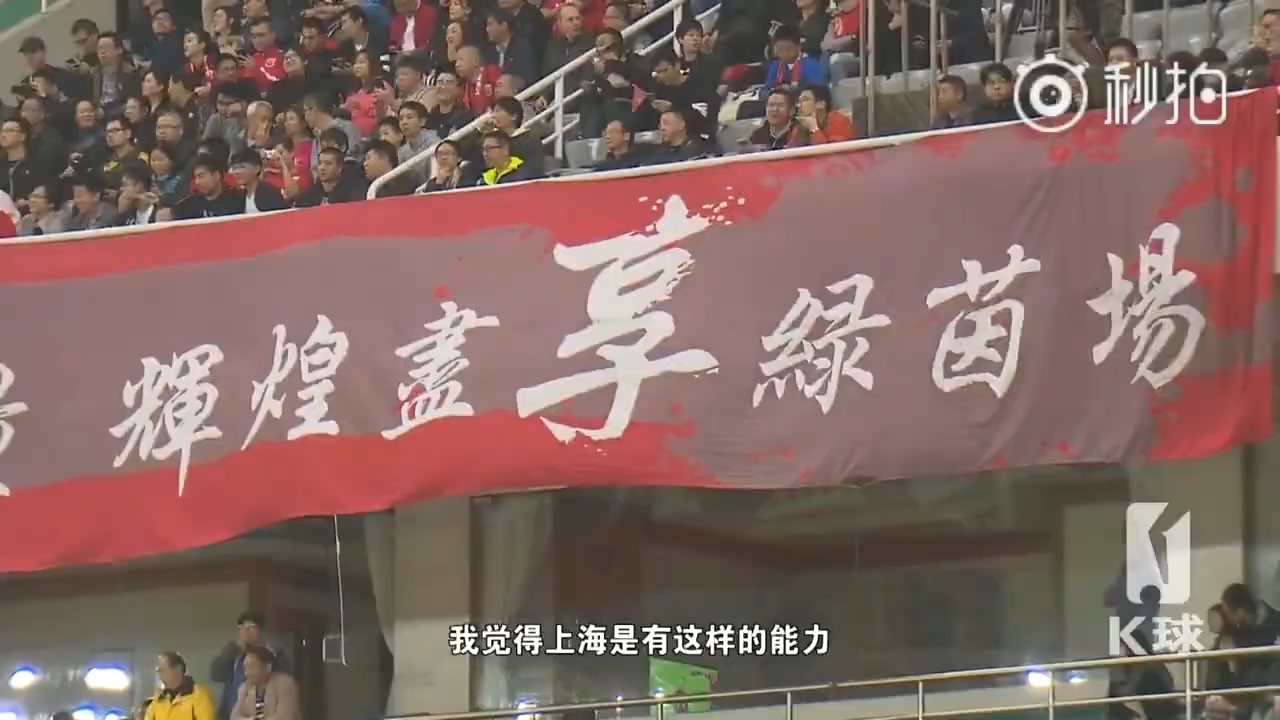 秒拍
輝煌盡享綠茵場
K球
我觉得上海是有这样的能力